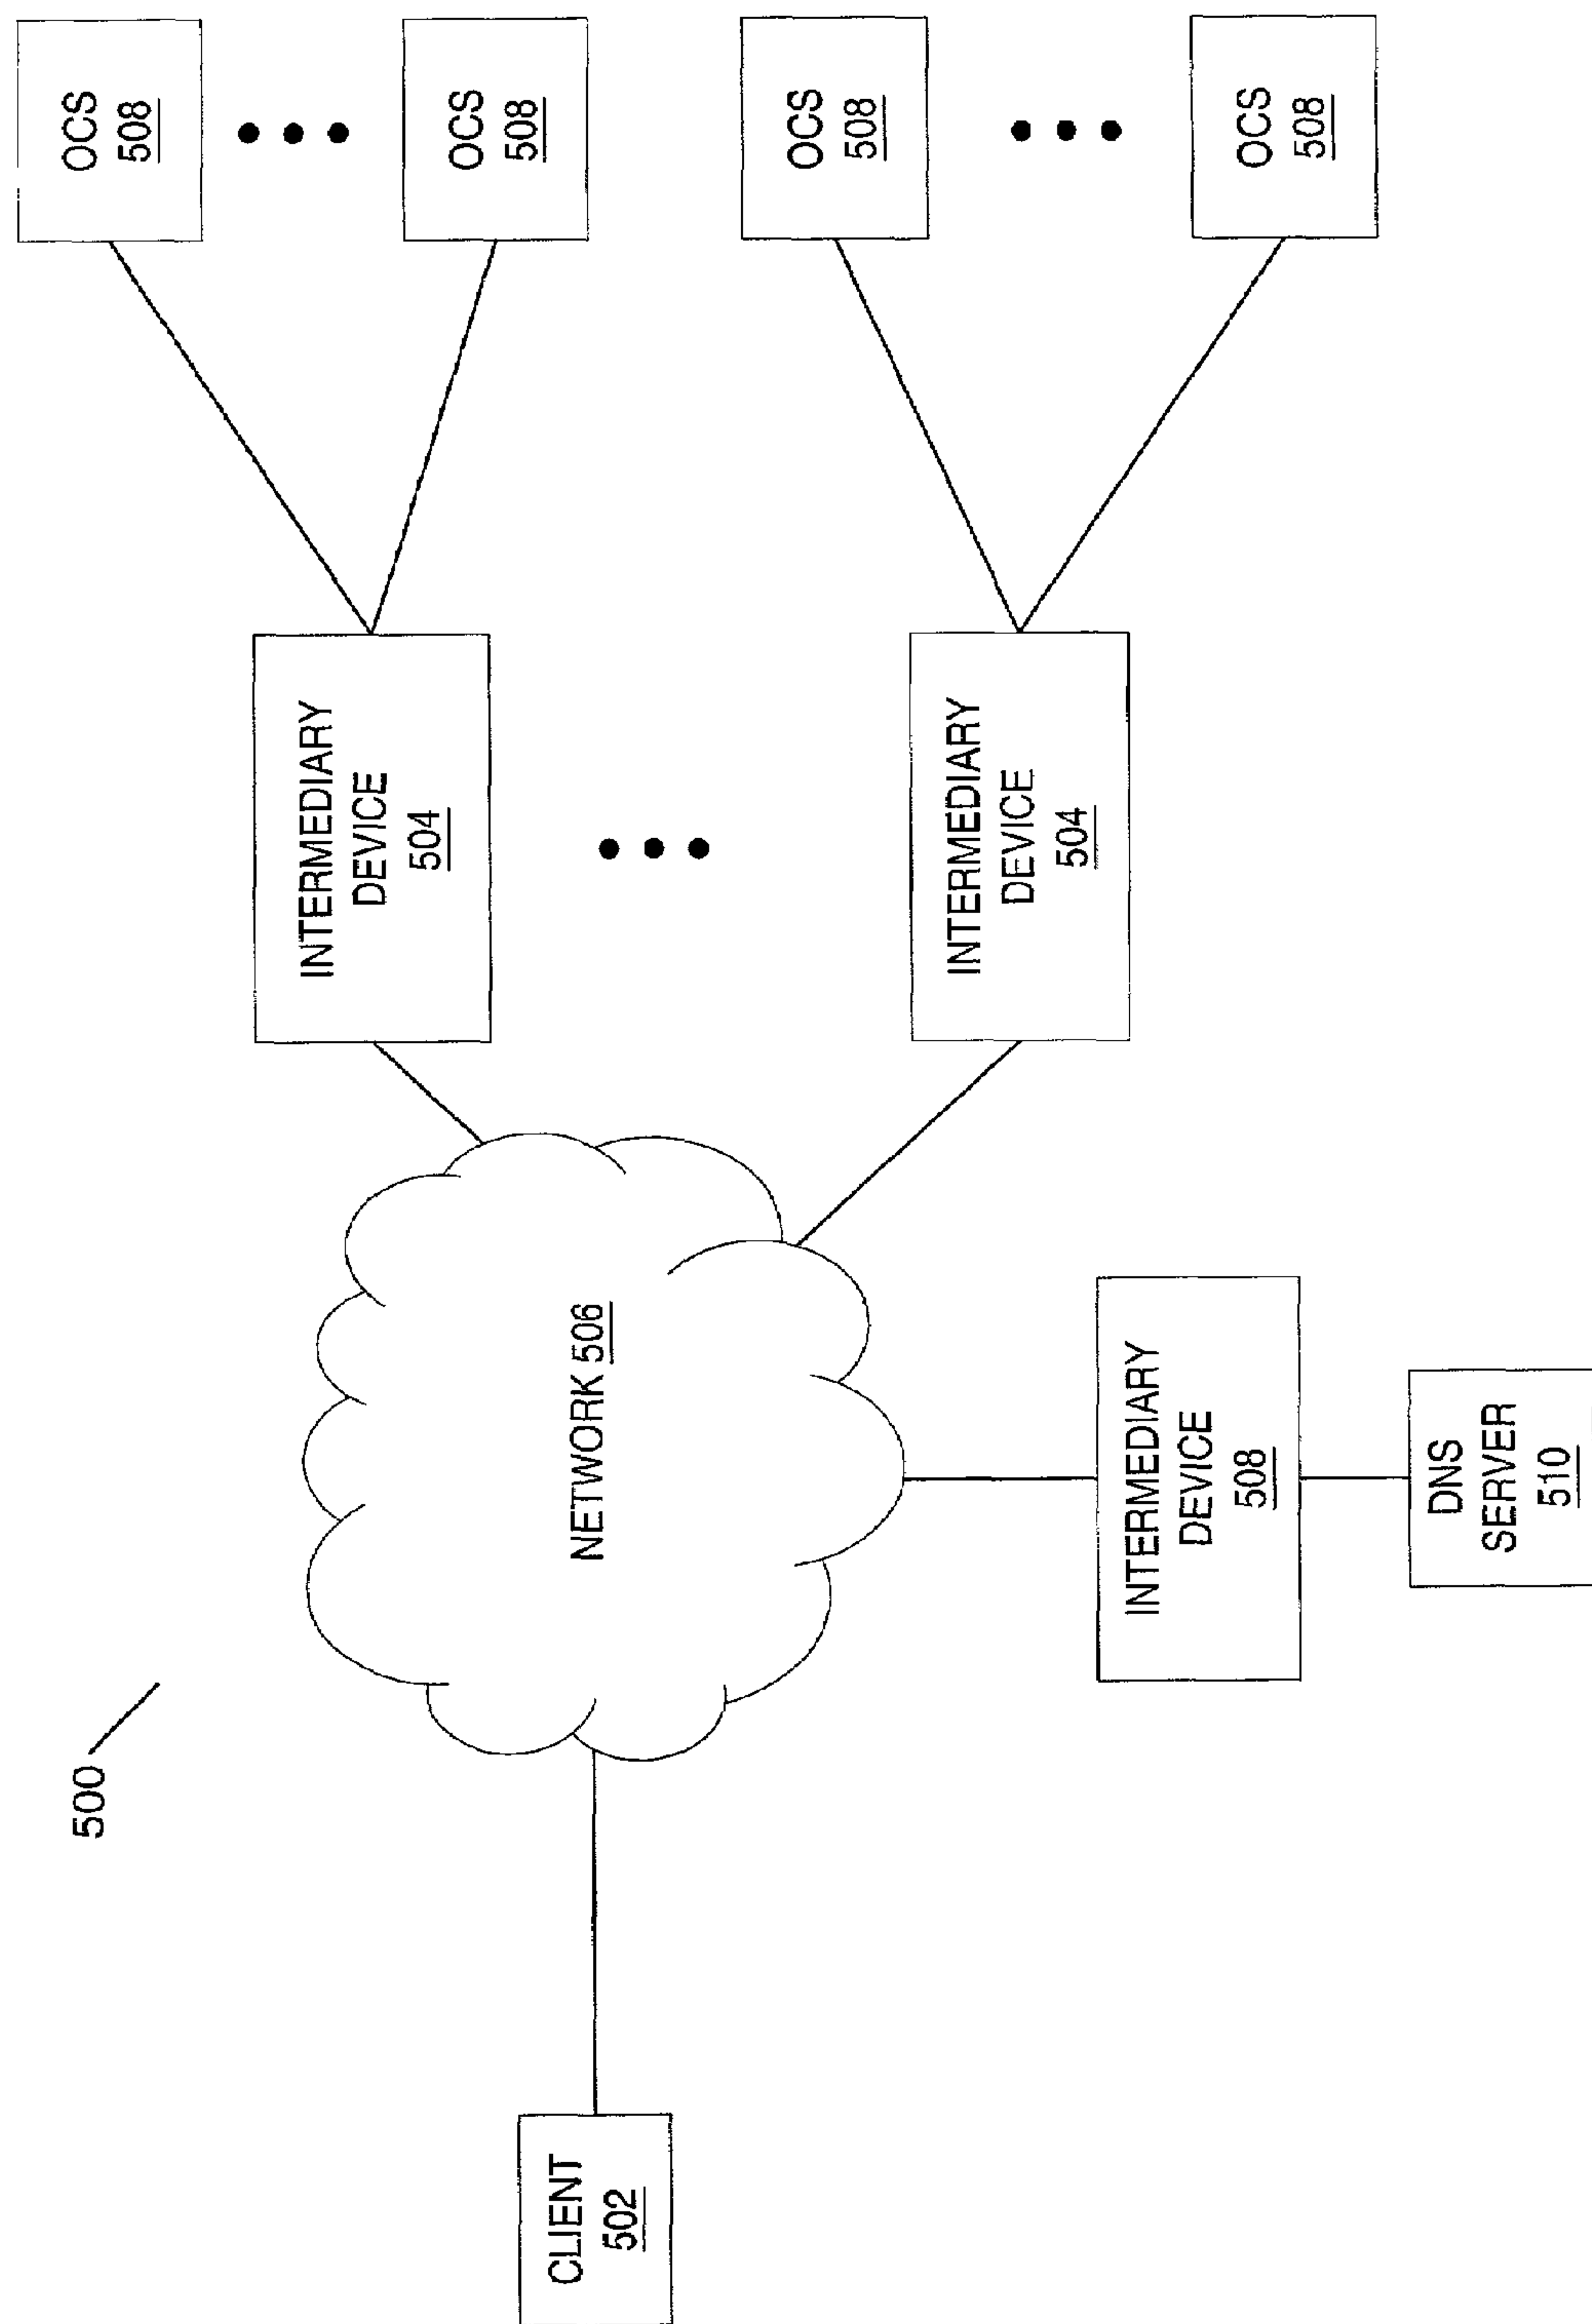 500
CLIENT
502
NETWORK 506
INTERMEDIARY
DEVICE
508
DNS
SERVER
510
INTERMEDIARY
DEVICE
504
INTERMEDIARY
DEVICE
504
OCS
508
OCS
508
OCS
508
OCS
508